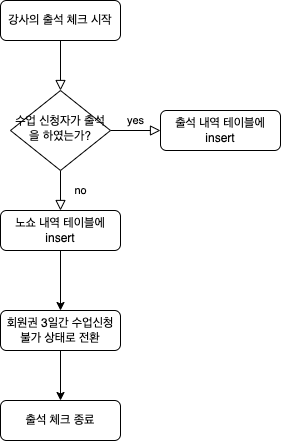 강사의 출석 체크 시작
수업 신청자가 출석
을 하였는가?
yes
출석 내역 테이블에
insert
no
노쇼 내역 테이블에
insert
회원권 3일간 수업신청
불가 상태로 전환
출석 체크 종료